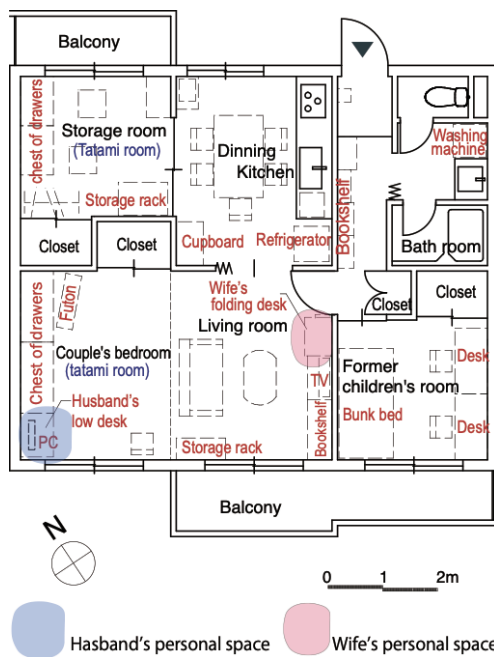 Balcony
chest of drawers
Storage room
(Tatami room)
Storage rack
Closet
Closet
Dinning
Kitchen
Cupboard
Refrigerator
Bookshelf
Washing
machine
Bath room
Closet
Closet
Chest of drawers
Futon
Couple's bedroom
(tatami room)
Husband's
low desk
PC
Wife's
folding desk
Living room
TV
Bookshelf
Storage rack
Former
children's room
Bunk bed
Desk
Desk
Balcony
N
0 1 2m
Hasband's personal space
Wife's personal space